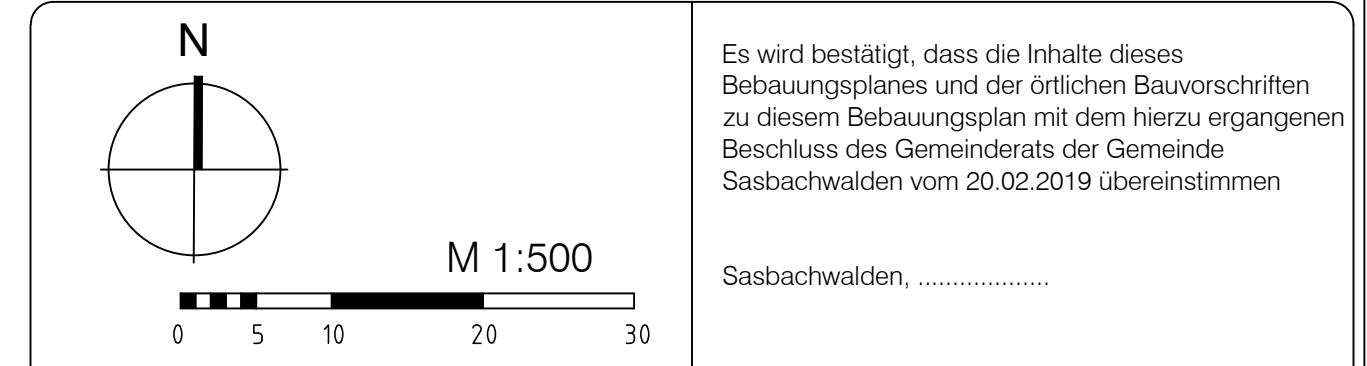 N
M 1:500
0 5 10 20 30
Es wird bestätigt, dass die Inhalte dieses
Bebauungsplanes und der örtlichen Bauvorschriften
zu diesem Bebauungsplan mit dem hierzu ergangenen
Beschluss des Gemeinderats der Gemeinde
Sasbachwalden vom 20.02.2019 übereinstimmen
Sasbachwalden, ...................